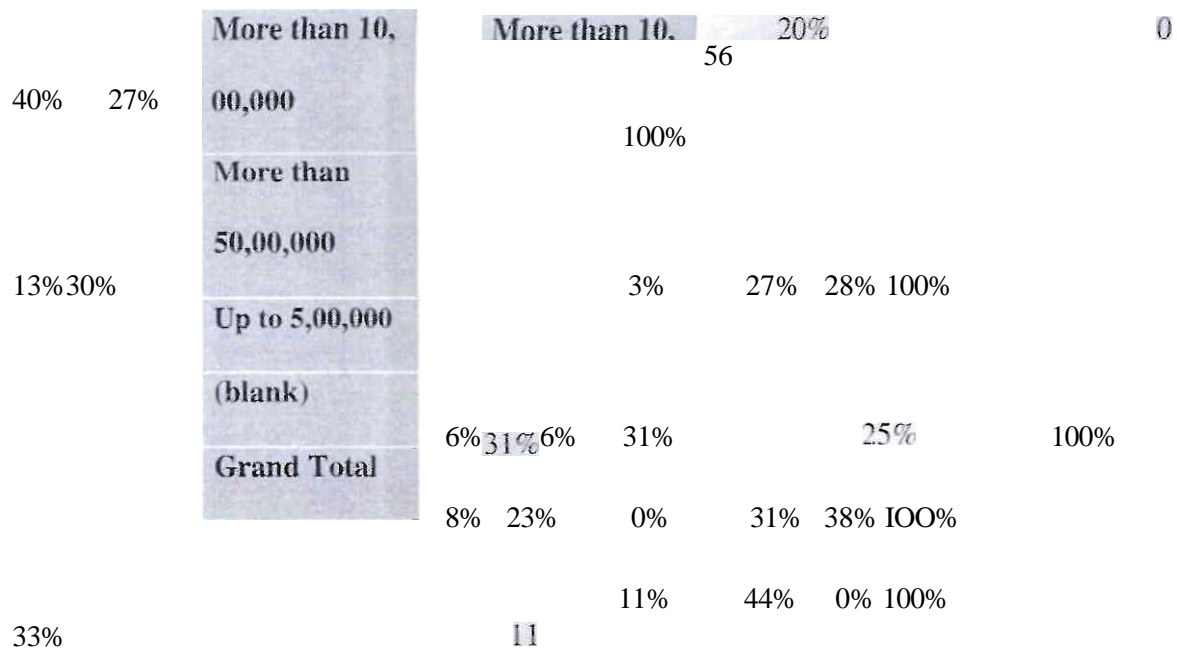 More than 10, More than 10, 20% 0
56
40% 27% 00,000
100%
More than
50,00,000
13%30% 3% 27% 28% 100%
Up to 5,00,000
(blank)
6% 31% 6% 31% 25% 100%
Grand Total
8% 23% 0% 31% 38% IOO%
11% 44% 0% 100%
33% 11